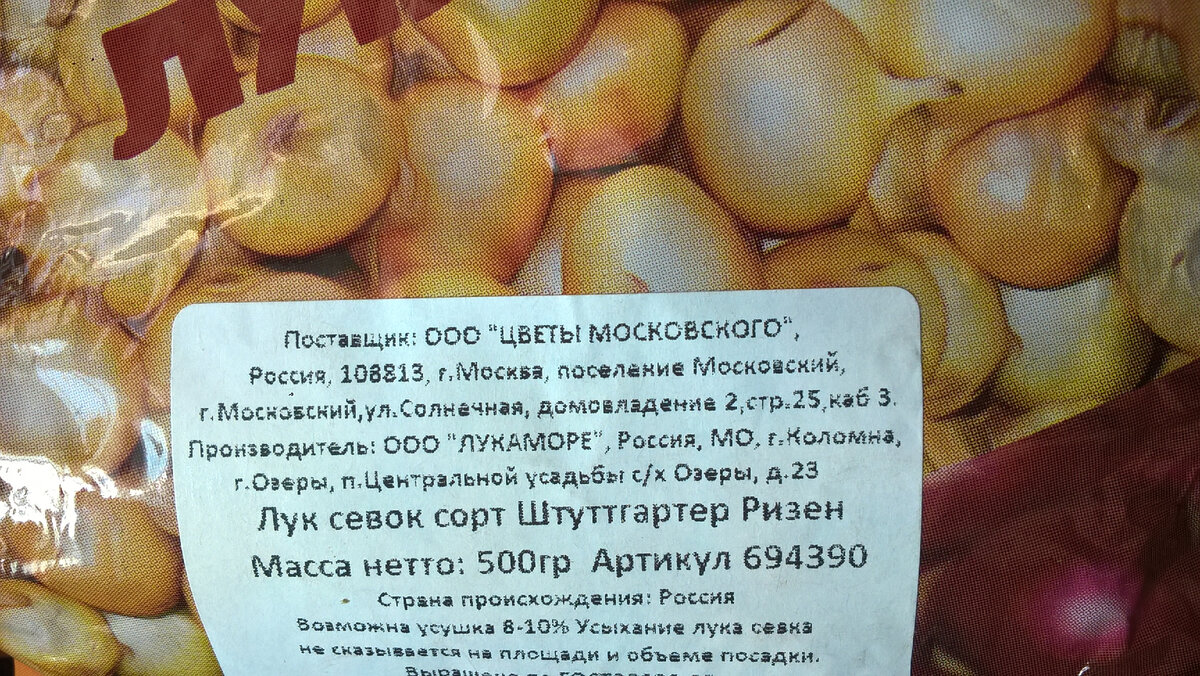 ЛУК
Поставщик: ООО "ЦВЕТЫ МОСКОВСКОГО",
Россия, 108813, г.Москва, поселение Московский,
г.Московский,ул.Солнечная, домовладение 2,стр.25,каб 3.
Производитель: ООО "ЛУКАМОРЕ", Россия, МО, г.Коломна,
г.Озеры, п.Центральной усадьбы с/х Озеры, д.23
Лук севок сорт Штуттгартер Ризен
Масса нетто: 500гр Артикул 694390
Страна происхождения: Россия
Возможна усушка 8-10% Усыхание лука севка
не сказывается на площади и объеме посадки.